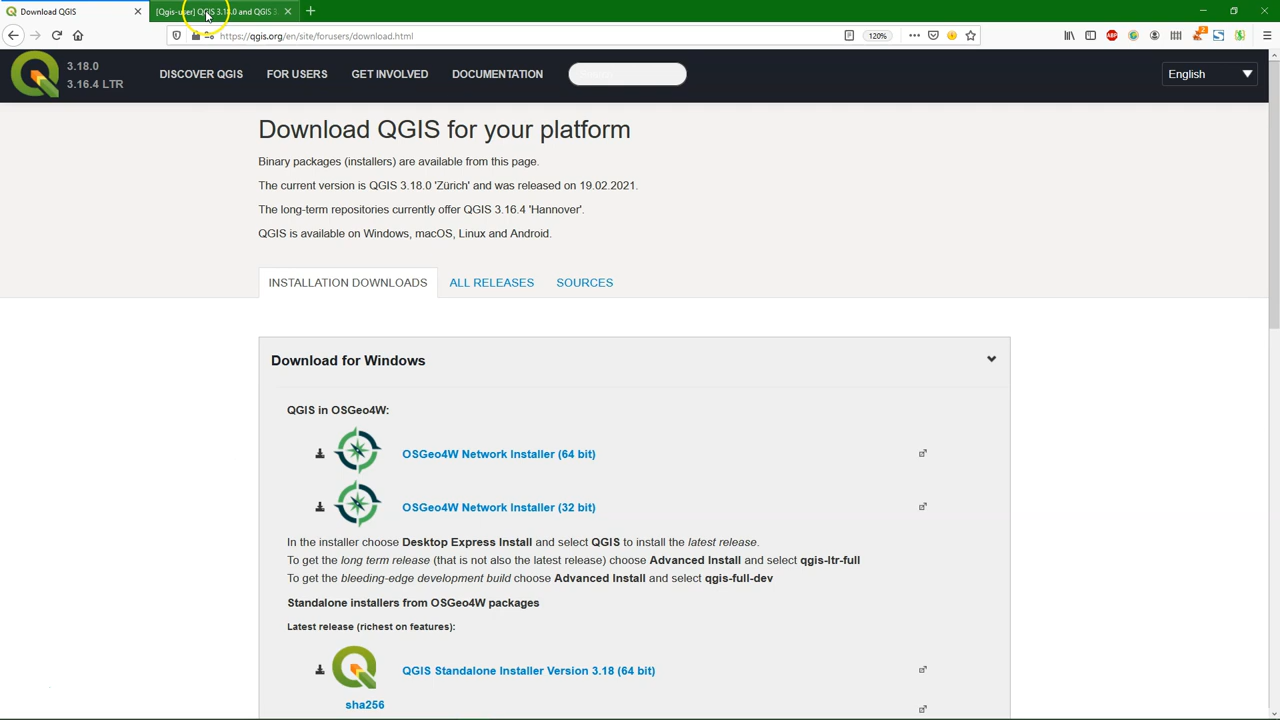 Download QGIS
[Qgis-user] QGIS 3.18.0 and QGIS 3.
https://qgis.org/en/site/forusers/download.html
120%
3.18.0
3.16.4 LTR
DISCOVER QGIS
FOR USERS
GET INVOLVED
DOCUMENTATION
English
Download QGIS for your platform
Binary packages (installers) are available from this page.
The current version is QGIS 3.18.0 'Zürich' and was released on 19.02.2021.
The long-term repositories currently offer QGIS 3.16.4 'Hannover'.
QGIS is available on Windows, macOS, Linux and Android.
INSTALLATION DOWNLOADS
ALL RELEASES
SOURCES
Download for Windows
QGIS in OSGeo4W:
OSGeo4W Network Installer (64 bit)
OSGeo4W Network Installer (32 bit)
In the installer choose Desktop Express Install and select QGIS to install the latest release.
To get the long term release (that is not also the latest release) choose Advanced Install and select qgis-ltr-full
To get the bleeding-edge development build choose Advanced Install and select qgis-full-dev
Standalone installers from OSGeo4W packages
Latest release (richest on features):
QGIS Standalone Installer Version 3.18 (64 bit)
sha256